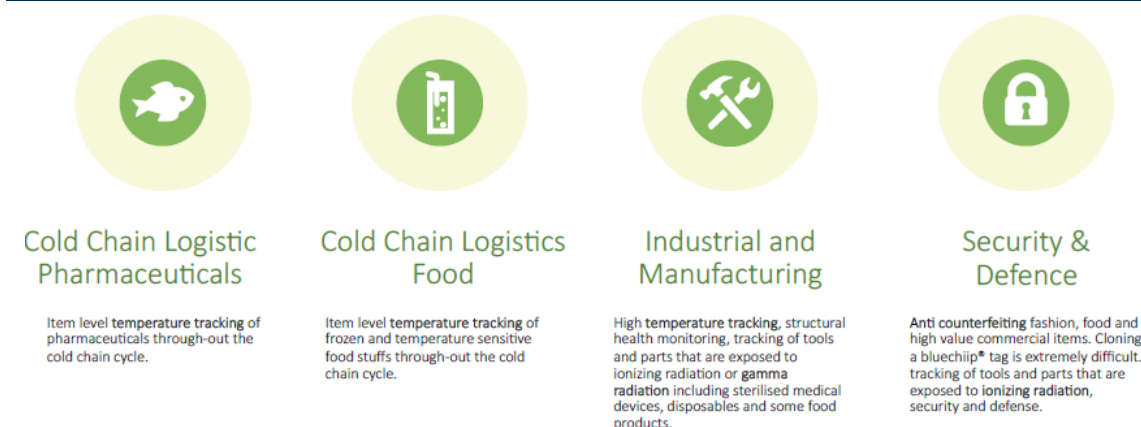 Cold Chain Logistic
Pharmaceuticals
Item level temperature tracking of
pharmaceuticals through-out the
cold chain cycle.
Cold Chain Logistics
Food
Item level temperature tracking of
frozen and temperature sensitive
food stuffs through-out the cold
chain cycle.
Industrial and
Manufacturing
High temperature tracking, structural
health monitoring, tracking of tools
and parts that are exposed to
ionizing radiation or gamma
radiation including sterilised medical
devices, disposables and some food
products.
Security &
Defence
Anti counterfeiting fashion, food and
high value commercial items. Cloning
a bluechiip® tag is extremely difficult.
tracking of tools and parts that are
exposed to ionizing radiation,
security and defense.